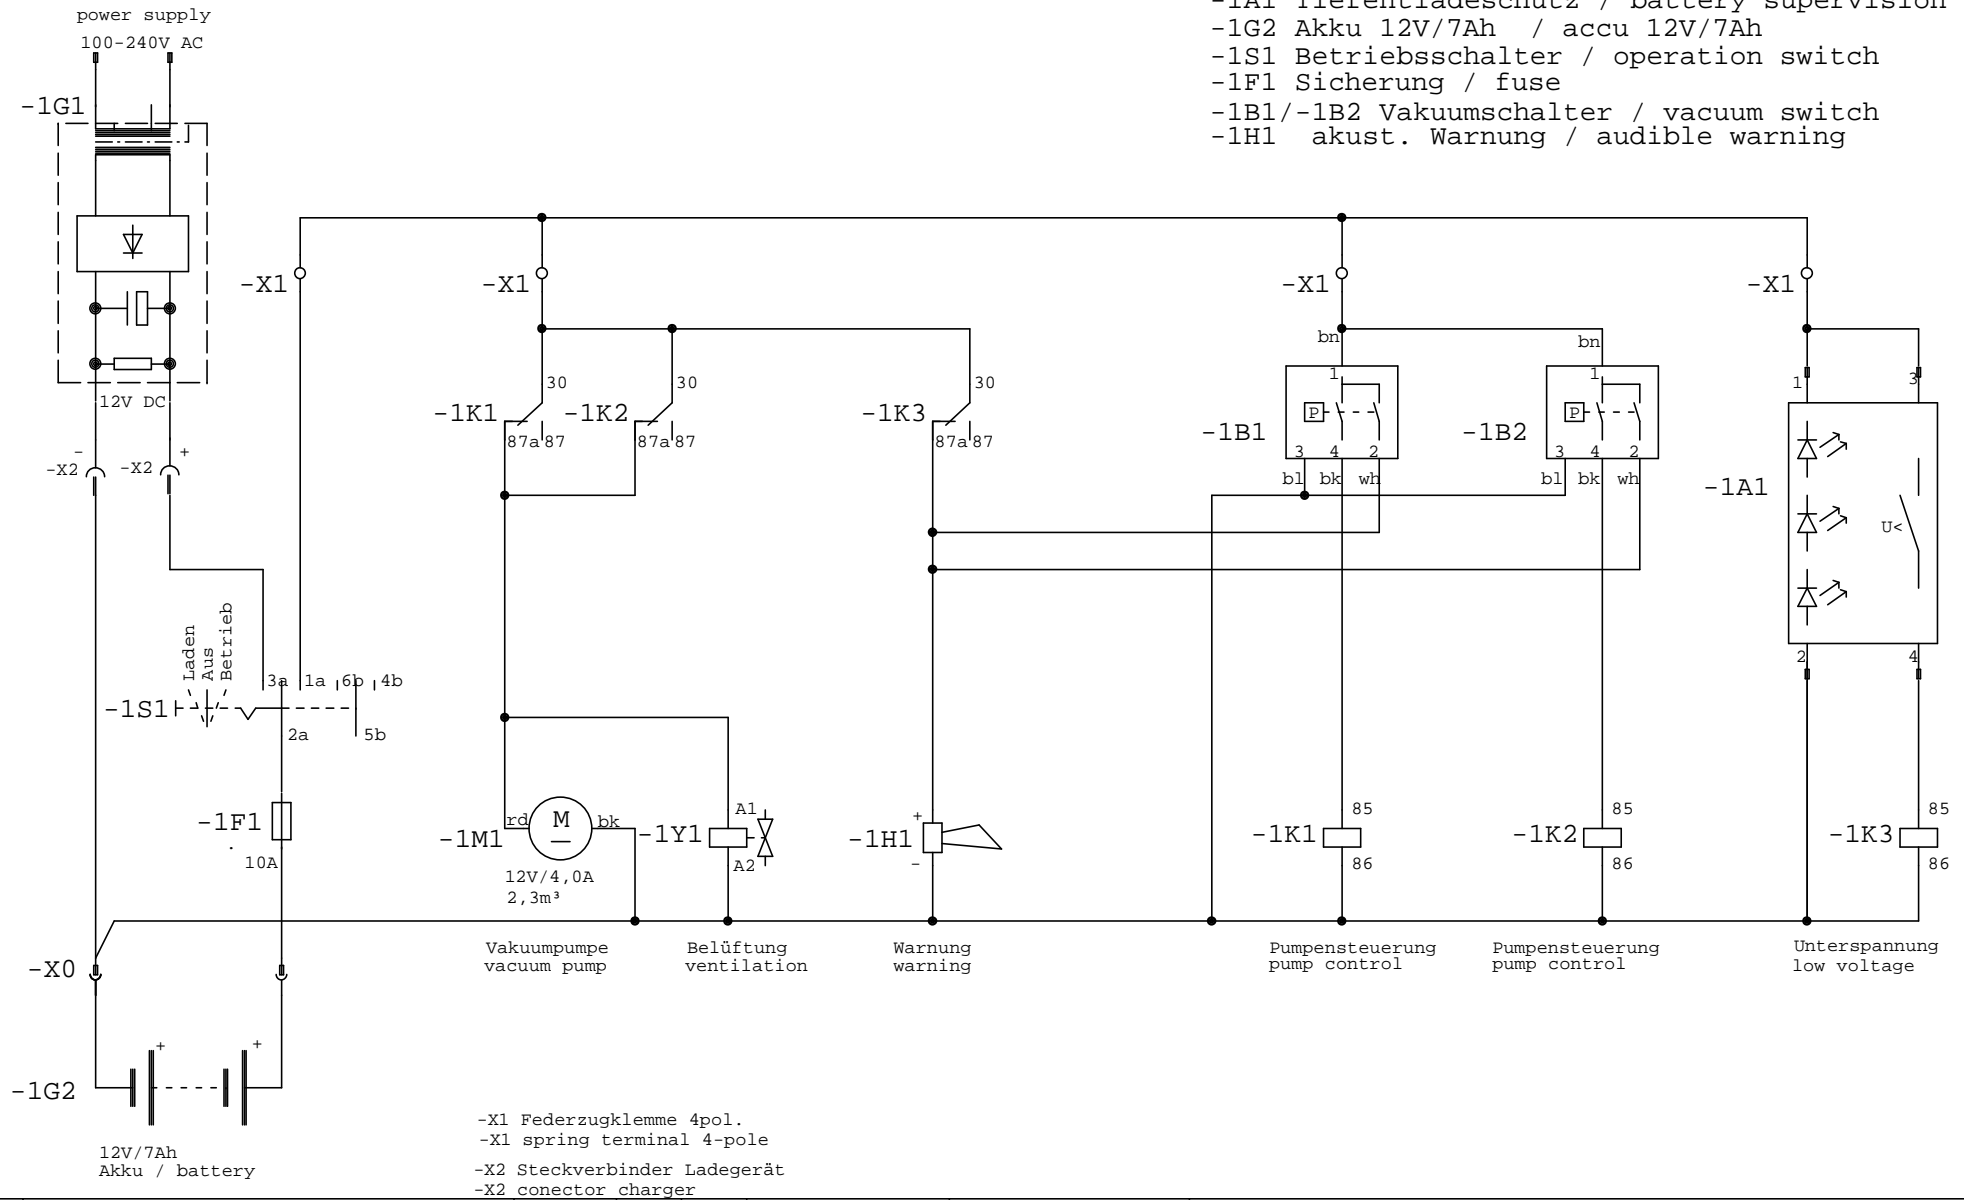 power supply
100-240V AC
-1A1 Tiefentladeschutz / battery supervision
-1G2 Akku 12V/7Ah / accu 12V/7Ah
-1S1 Betriebsschalter / operation switch
-1F1 Sicherung / fuse
-1B1/-1B2 Vakuumschalter / vacuum switch
-1H1 akust. Warnung / audible warning
-1G1
-X1
-X1
-X1
-X1
bn
bn
12V DC
30
30
30
1
1
1
3
-1K1
-1K2
-1K3
P
P
87a 87
87a 87
87a 87
-1B1
-1B2
3 4 2
3 4 2
- +
-X2
-X2
bl bk wh
bl bk wh
-1A1
U<
Laden
Aus
Betrieb
2
4
3a 1a 6b 4b
-1S1
2a
5b
-1F1
10A
rd
M
bk
-1M1
12V/4,0A
2,3m³
A1
-1Y1
A2
+
-1H1
-
85
-1K1
86
85
-1K2
86
85
-1K3
86
Vakuumpumpe
vacuum pump
Belüftung
ventilation
Warnung
warning
Pumpensteuerung
pump control
Pumpensteuerung
pump control
Unterspannung
low voltage
-X0
+
+
-1G2
12V/7Ah
Akku / battery
-X1 Federzugklemme 4pol.
-X1 spring terminal 4-pole
-X2 Steckverbinder Ladegerät
-X2 conector charger